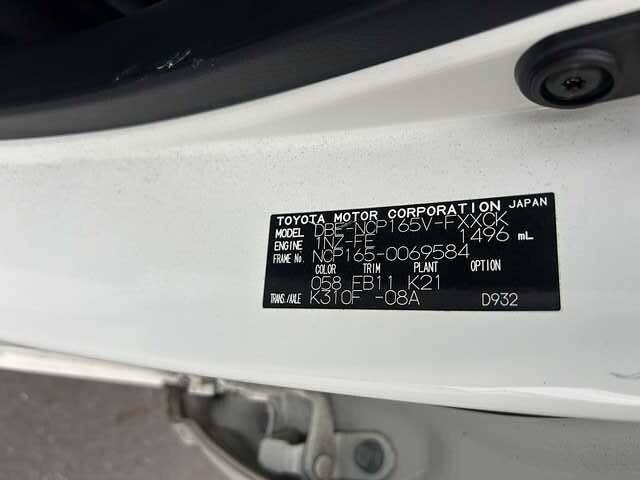 TOYOTA MOTOR CORPORATION JAPAN
MODEL DBE-NCP165V-FXXCK
ENGINE 1NZ-FE 1496 mL
FRAME No. NCP165-0069584
COLOR TRIM PLANT OPTION
058 FB11 K21
TRANS./AXLE K310F -08A D932